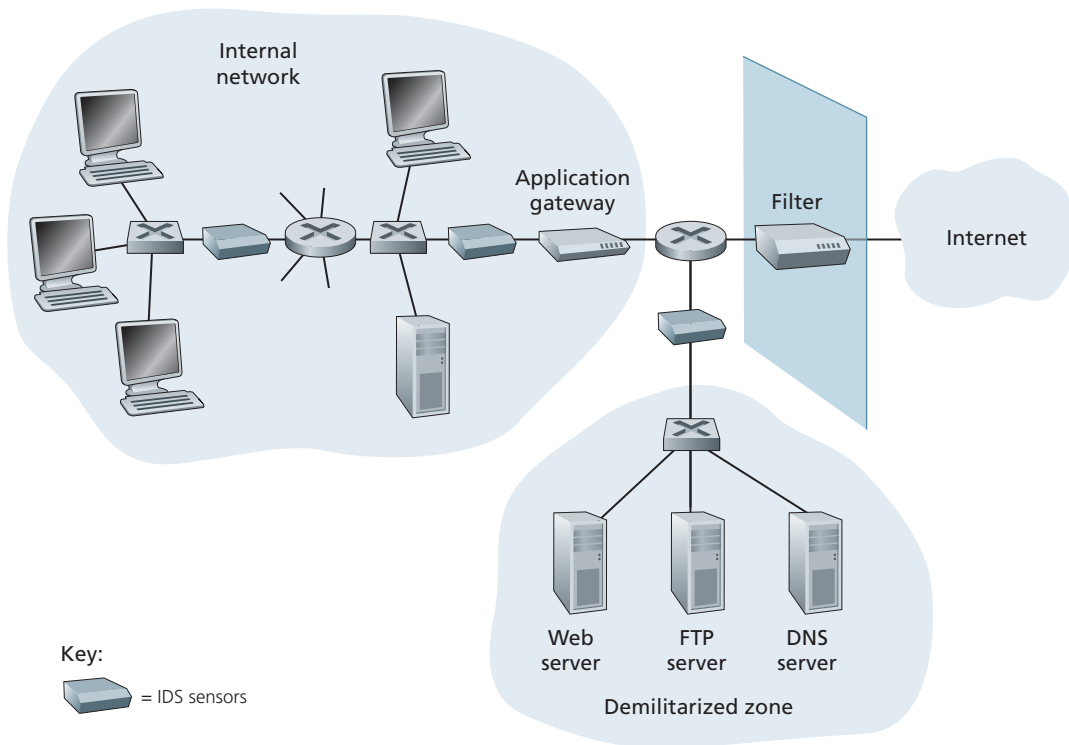 Internal
network
Application
gateway
Filter
Internet
Web
server
FTP
server
DNS
server
Key:
= IDS sensors
Demilitarized zone